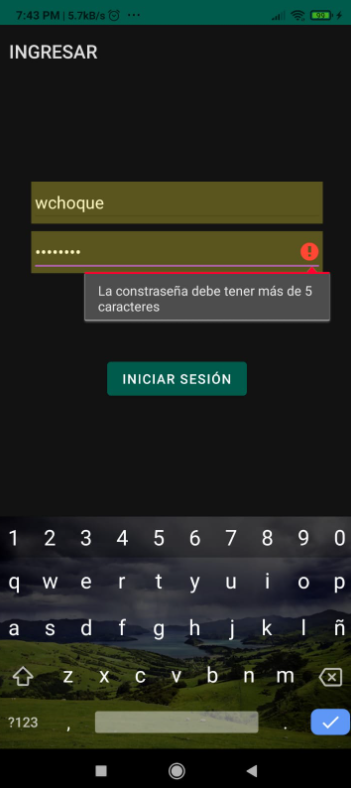 7:43 PM | 5.7kB/s ... 99
INGRESAR
wchoque
••••••••
La constraseña debe tener más de 5
caracteres
INICIAR SESIÓN
1 2 3 4 5 6 7 8 9 0
q w e r t y u i o p
a s d f g h j k l ñ
z x c v b n m
?123 , .